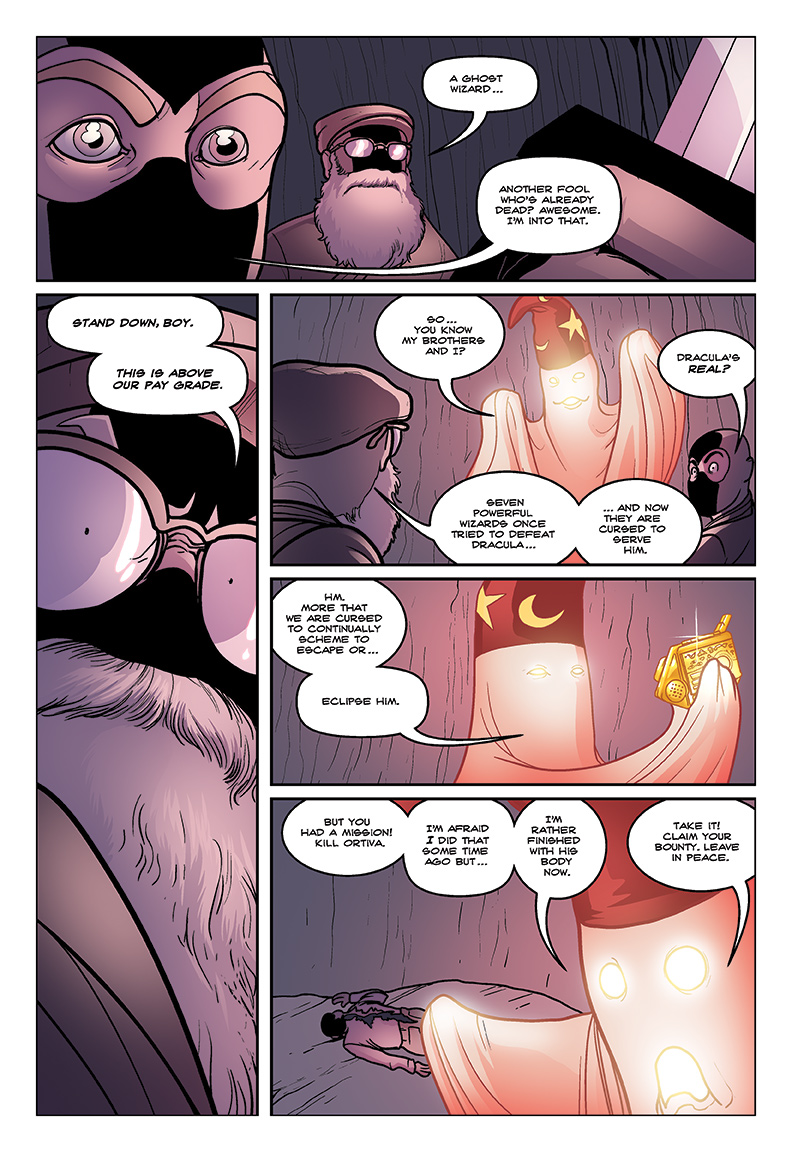 A GHOST
WIZARD...
ANOTHER FOOL
WHO'S ALREADY
DEAD? AWESOME.
I'M INTO THAT.
STAND DOWN, BOY.
THIS IS ABOVE
OUR PAY GRADE.
SO...
YOU KNOW
MY BROTHERS
AND I?
DRACULA'S
REAL?
SEVEN
POWERFUL
WIZARDS ONCE
TRIED TO DEFEAT
DRACULA...
... AND NOW
THEY ARE
CURSED TO
SERVE
HIM.
HM.
MORE THAT
WE ARE CURSED
TO CONTINUALLY
SCHEME TO
ESCAPE OR...
ECLIPSE HIM.
BUT YOU
HAD A MISSION!
KILL ORTIVA.
I'M AFRAID
I DID THAT
SOME TIME
AGO BUT...
I'M
RATHER
FINISHED
WITH HIS
BODY
NOW.
TAKE IT!
CLAIM YOUR
BOUNTY. LEAVE
IN PEACE.